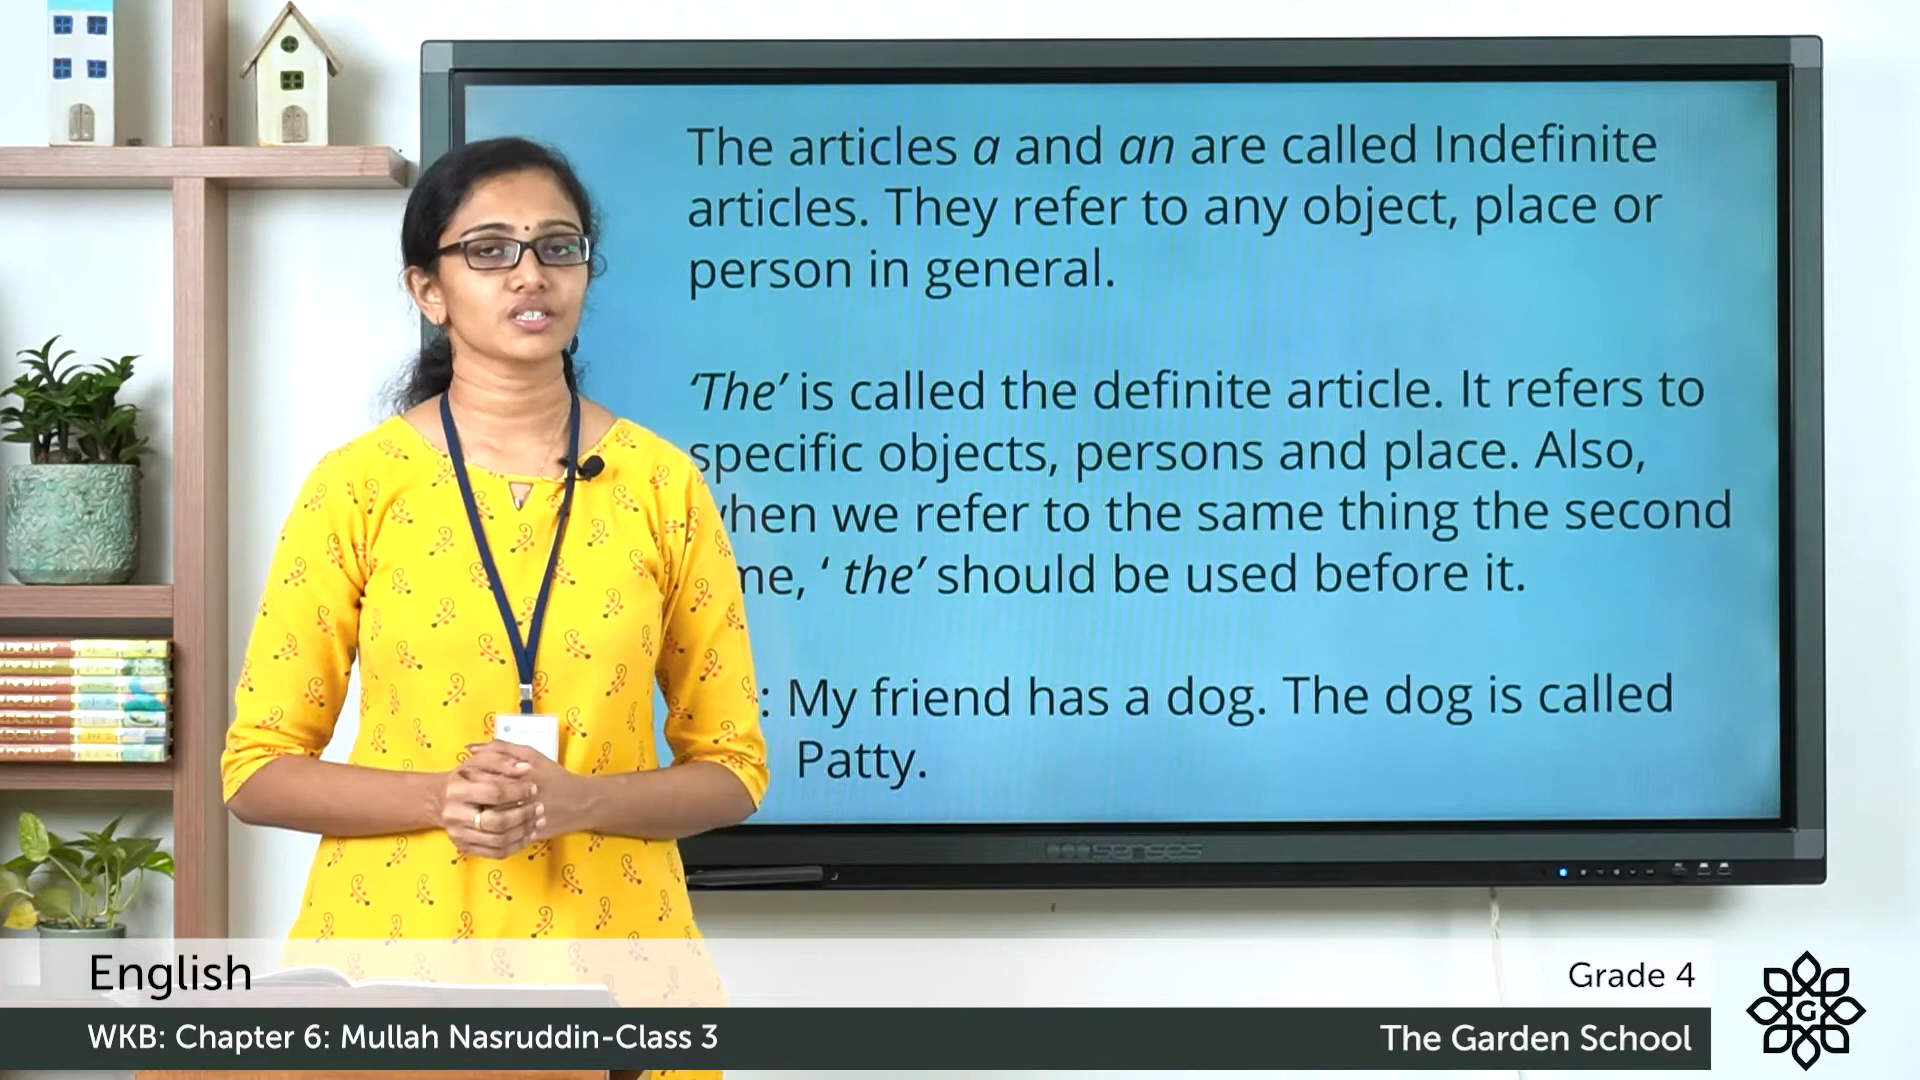 The articles a and an are called Indefinite
articles. They refer to any object, place or
person in general.
‘The’ is called the definite article. It refers to
specific objects, persons and place. Also,
when we refer to the same thing the second
me, ‘ the’ should be used before it.
: My friend has a dog. The dog is called
Patty.
senses
English
Grade 4
WKB: Chapter 6: Mullah Nasruddin-Class 3
The Garden School
G